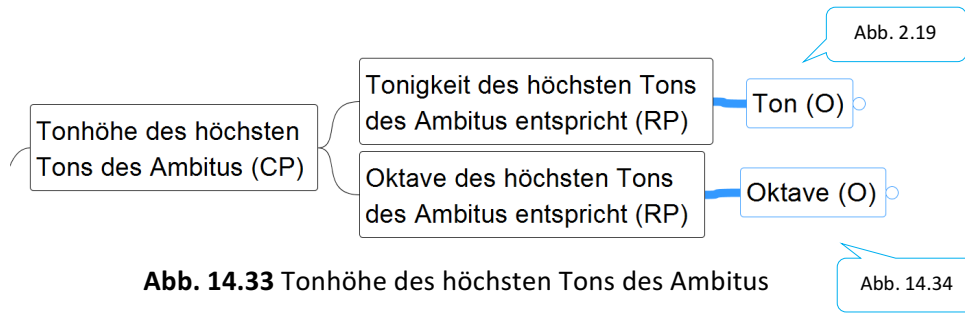 Abb. 2.19
Tonigkeit des höchsten Tons
des Ambitus entspricht (RP)
Ton (O)
Tonhöhe des höchsten
Tons des Ambitus (CP)
Oktave des höchsten Tons
des Ambitus entspricht (RP)
Oktave (O)
Abb. 14.33 Tonhöhe des höchsten Tons des Ambitus
Abb. 14.34